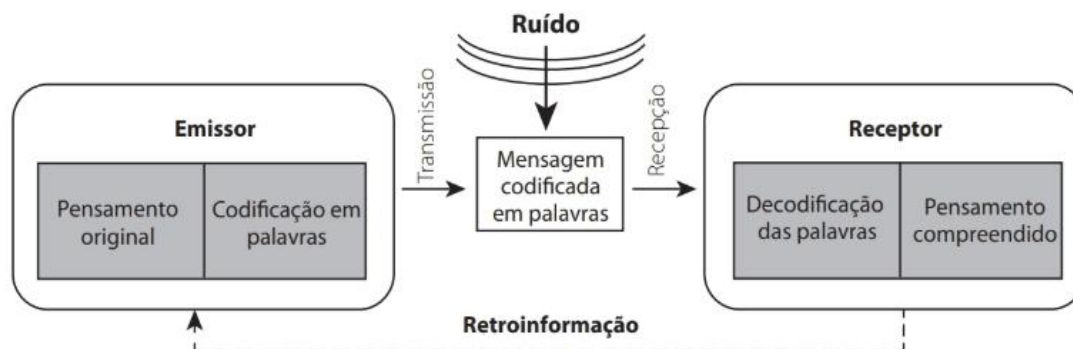 Ruído
Emissor
Pensamento
original
Codificação em
palavras
Transmissão
Mensagem
codificada
em palavras
Recepção
Receptor
Decodificação
das palavras
Pensamento
compreendido
Retroinformação